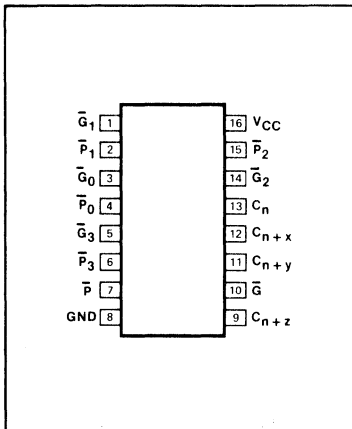 G̅1 1 16 VCC
P̅1 2 15 P̅2
G̅0 3 14 G̅2
P̅0 4 13 Cn
G̅3 5 12 Cn+x
P̅3 6 11 Cn+y
P̅ 7 10 G̅
GND 8 9 Cn+z